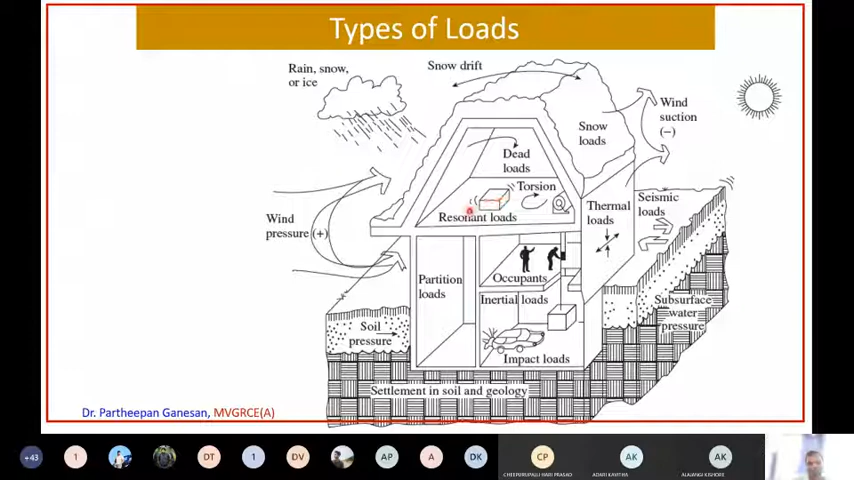 Types of Loads
Rain, snow,
or ice
Snow drift
Wind
suction
(−)
Snow
loads
Dead
loads
Torsion
Resonant loads
Thermal
loads
Seismic
loads
Wind
pressure (+)
Partition
loads
Occupants
Inertial loads
Subsurface
water
pressure
Soil
pressure
Impact loads
Settlement in soil and geology
Dr. Partheepan Ganesan, MVGRCE(A)
+43
1
DT
1
DV
AP
A
DK
CP
AK
AK
CHEEPURUPALLI HARI PRASAD
ADARI KAVITHA
ALAJANGI KISHORE